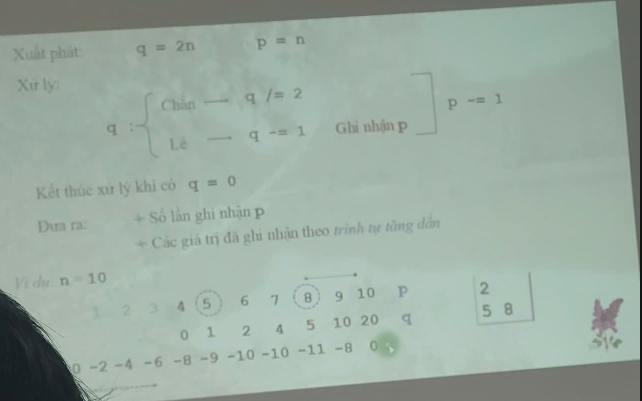 Xuất phát: q = 2n p = n
Xử lý:
q : Chẵn q /= 2
Lẻ q -= 1 Ghi nhận p p -= 1
Kết thúc xử lý khi có q = 0
Đưa ra: + Số lần ghi nhận p
+ Các giá trị đã ghi nhận theo trình tự tăng dần
Ví dụ: n = 10
1 2 3 4 5 6 7 8 9 10 p
0 1 2 4 5 10 20 q
0 -2 -4 -6 -8 -9 -10 -10 -11 -8 0
2
5 8